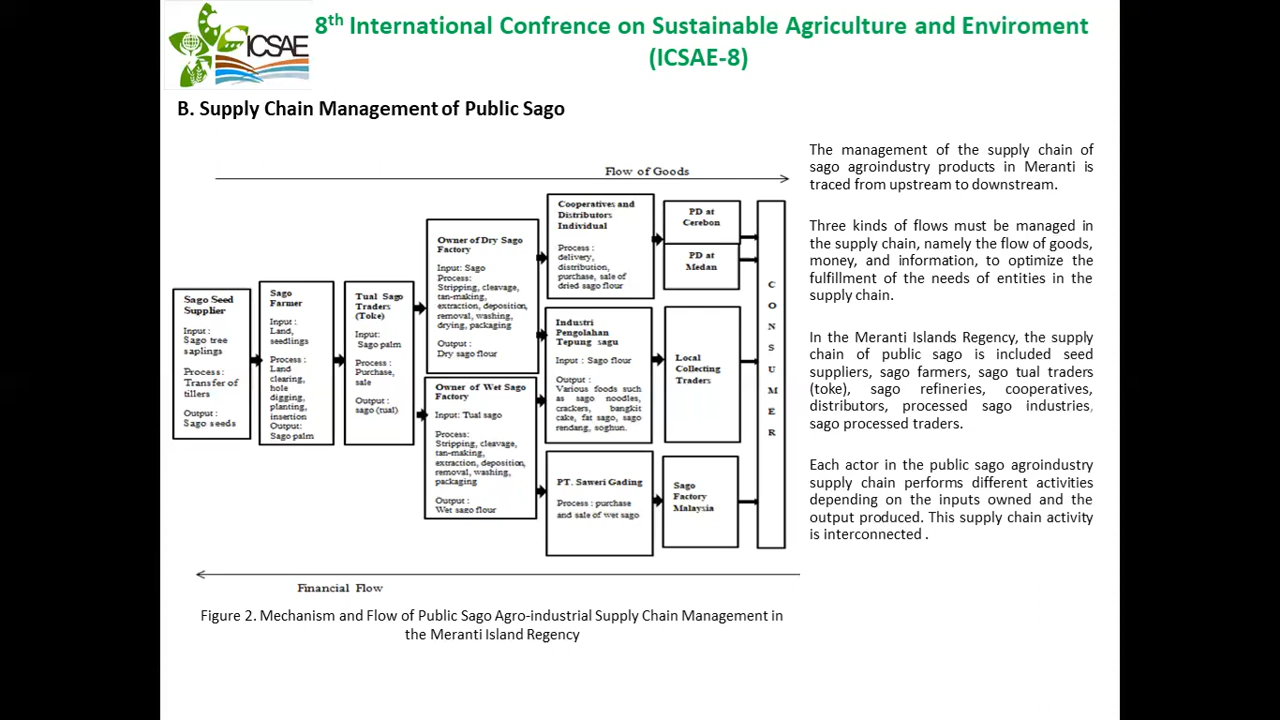 ICSAE
8th International Confrence on Sustainable Agriculture and Enviroment
(ICSAE-8)
B. Supply Chain Management of Public Sago
Flow of Goods
Sago Seed
Supplier
Input :
Sago tree
saplings
Process:
Transfer of
tillers
Output :
Sago seeds
Sago
Farmer
Input :
Land,
seedlings
Process :
Land
clearing,
hole
digging,
planting,
insertion
Output:
Sago palm
Tual Sago
Traders
(Toke)
Input:
Sago palm
Process:
Purchase,
sale
Output :
sago (tual)
Owner of Dry Sago
Factory
Input: Sago
Process:
Stripping, cleavage,
tan-making,
extraction, deposition,
removal, washing,
drying, packaging
Output:
Dry sago flour
Owner of Wet Sago
Factory
Input: Tual sago
Process:
Stripping, cleavage,
tan-making,
extraction, deposition,
removal, washing,
packaging
Output :
Wet sago flour
Cooperatives and
Distributors
Individual
Process :
delivery,
distribution,
purchase, sale of
dried sago flour
Industri
Pengolahan
Tepung sagu
Input : Sago flour
Output :
Various foods such
as sago noodles,
crackers, bangkit
cake, fat sago, sago
rendang, soghun.
PT. Saweri Gading
Process : purchase
and sale of wet sago
PD at
Cerebon
PD at
Medan
Local
Collecting
Traders
Sago
Factory
Malaysia
C
O
N
S
U
M
E
R
Financial Flow
Figure 2. Mechanism and Flow of Public Sago Agro-industrial Supply Chain Management in
the Meranti Island Regency
The management of the supply chain of
sago agroindustry products in Meranti is
traced from upstream to downstream.
Three kinds of flows must be managed in
the supply chain, namely the flow of goods,
money, and information, to optimize the
fulfillment of the needs of entities in the
supply chain.
In the Meranti Islands Regency, the supply
chain of public sago is included seed
suppliers, sago farmers, sago tual traders
(toke), sago refineries, cooperatives,
distributors, processed sago industries,
sago processed traders.
Each actor in the public sago agroindustry
supply chain performs different activities
depending on the inputs owned and the
output produced. This supply chain activity
is interconnected .